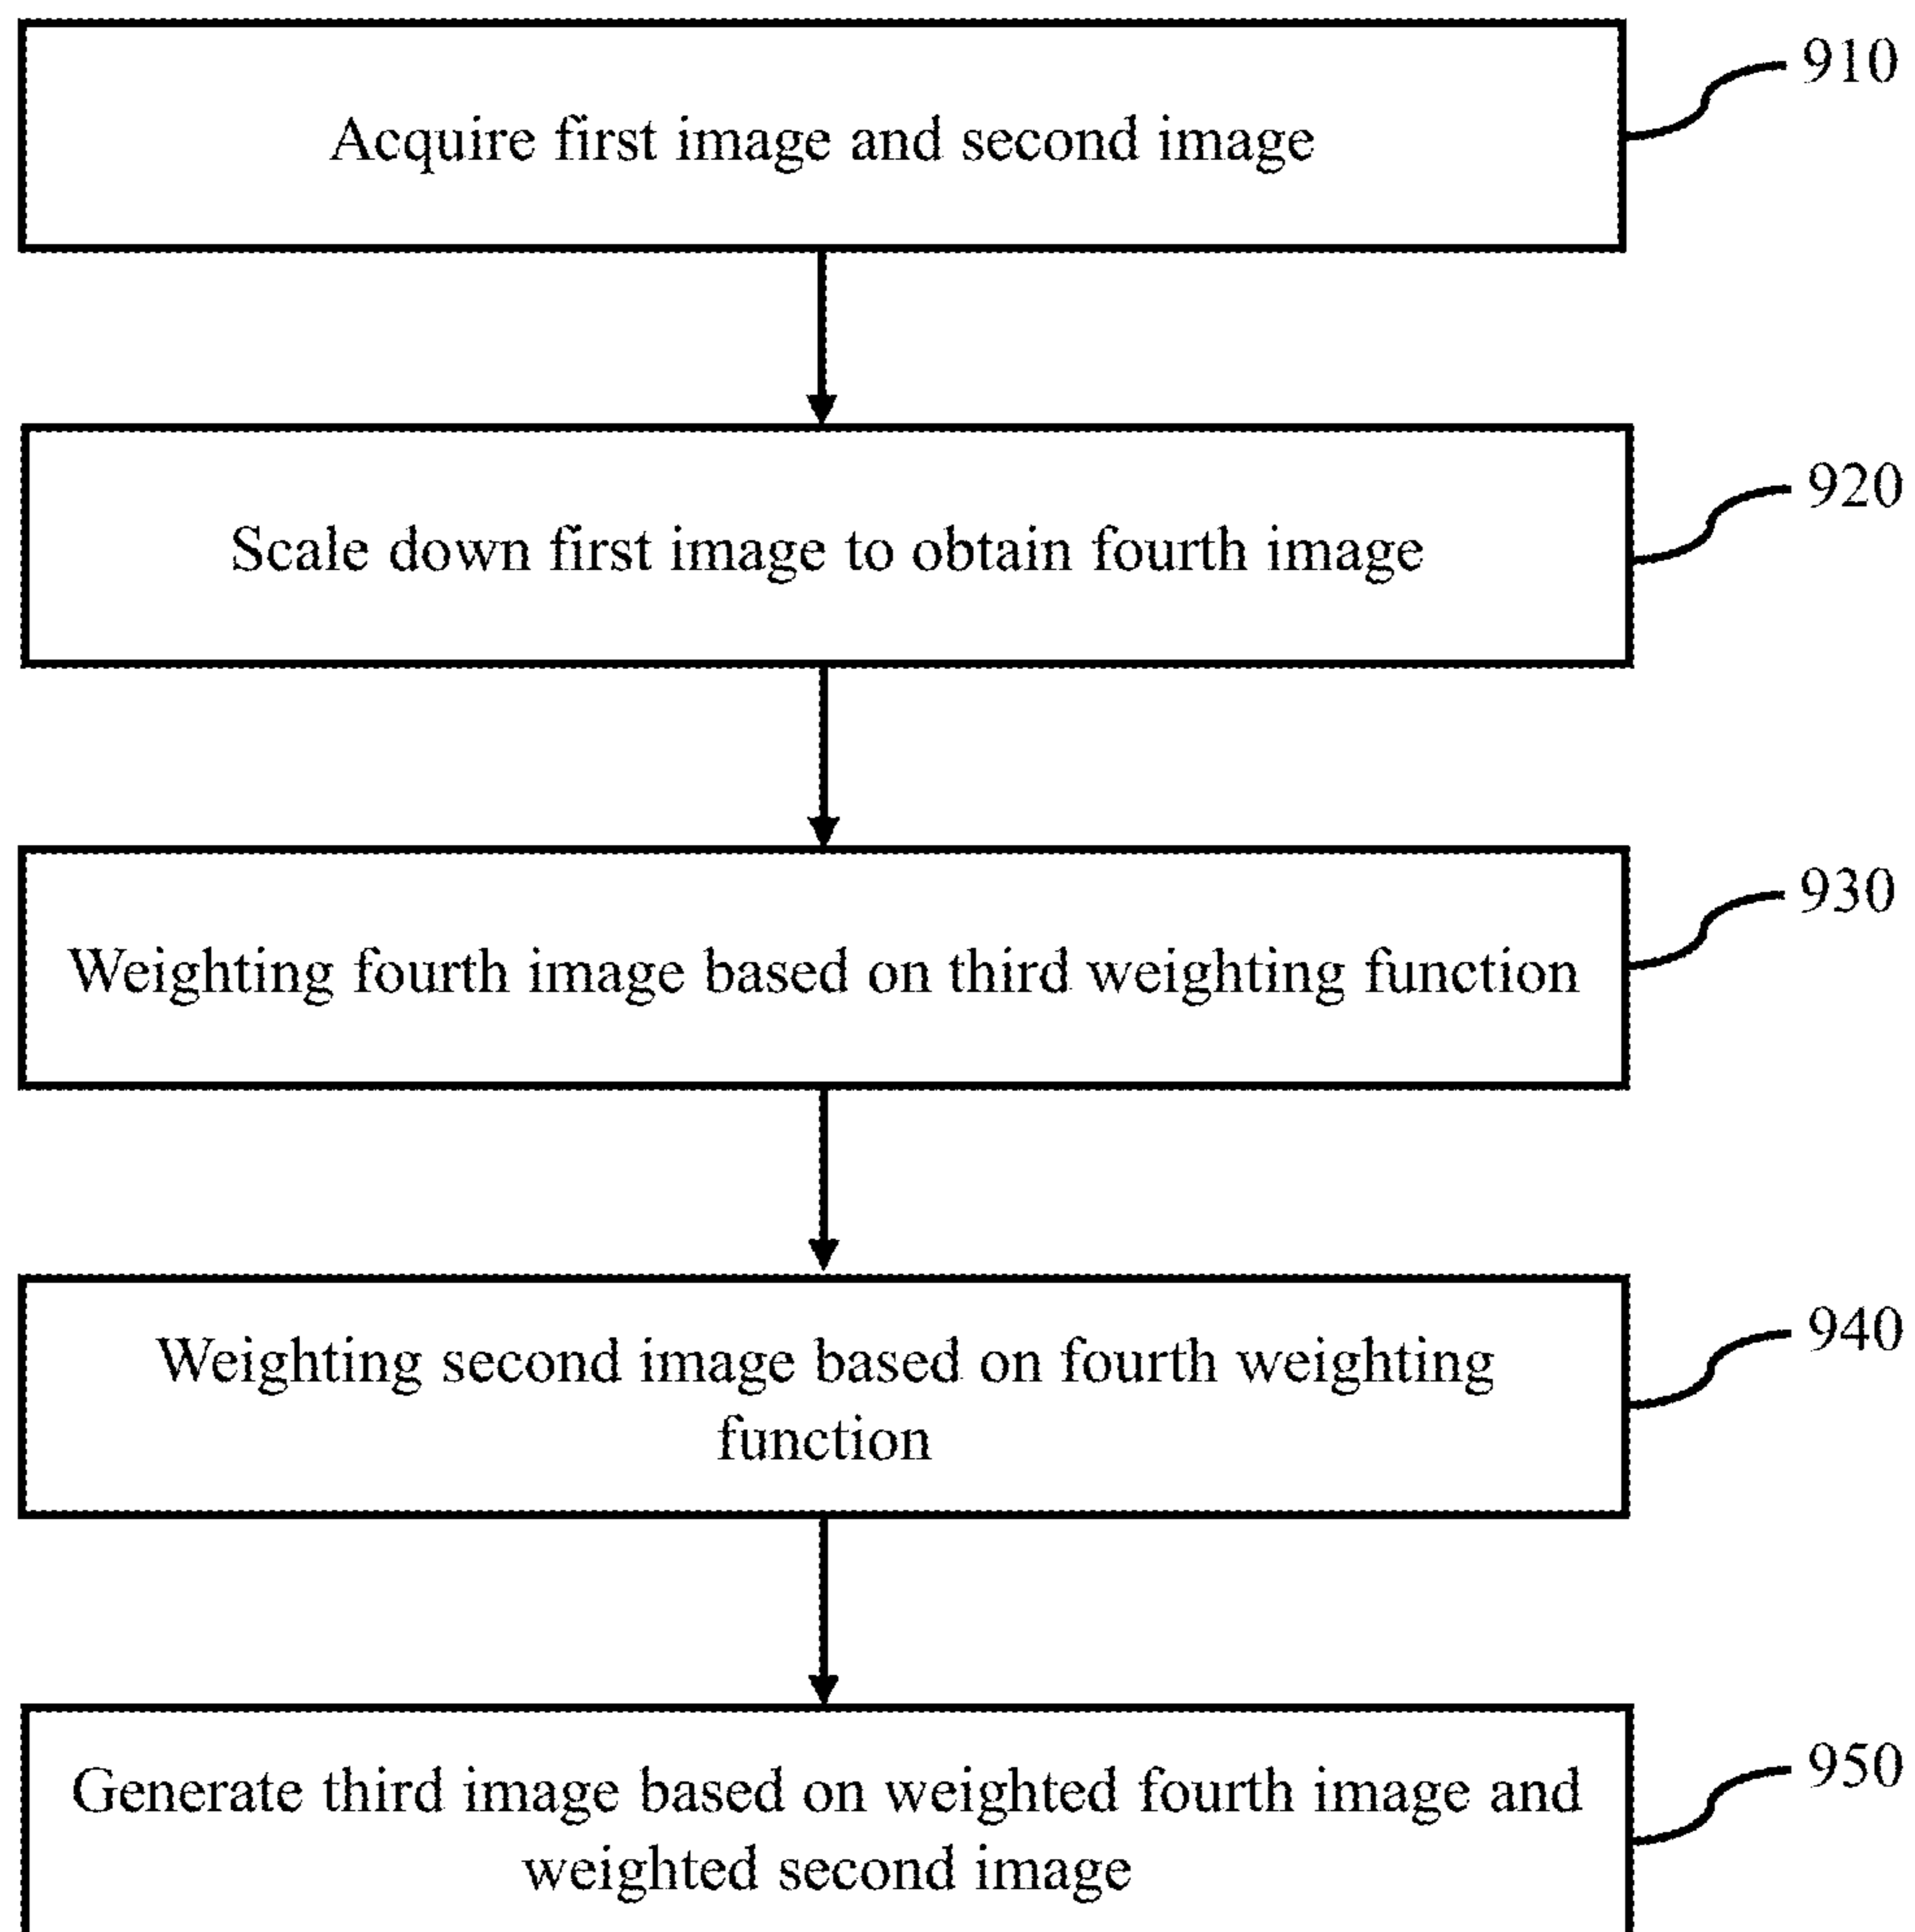 Acquire first image and second image
910
Scale down first image to obtain fourth image
920
Weighting fourth image based on third weighting function
930
Weighting second image based on fourth weighting
function
940
Generate third image based on weighted fourth image and
weighted second image
950